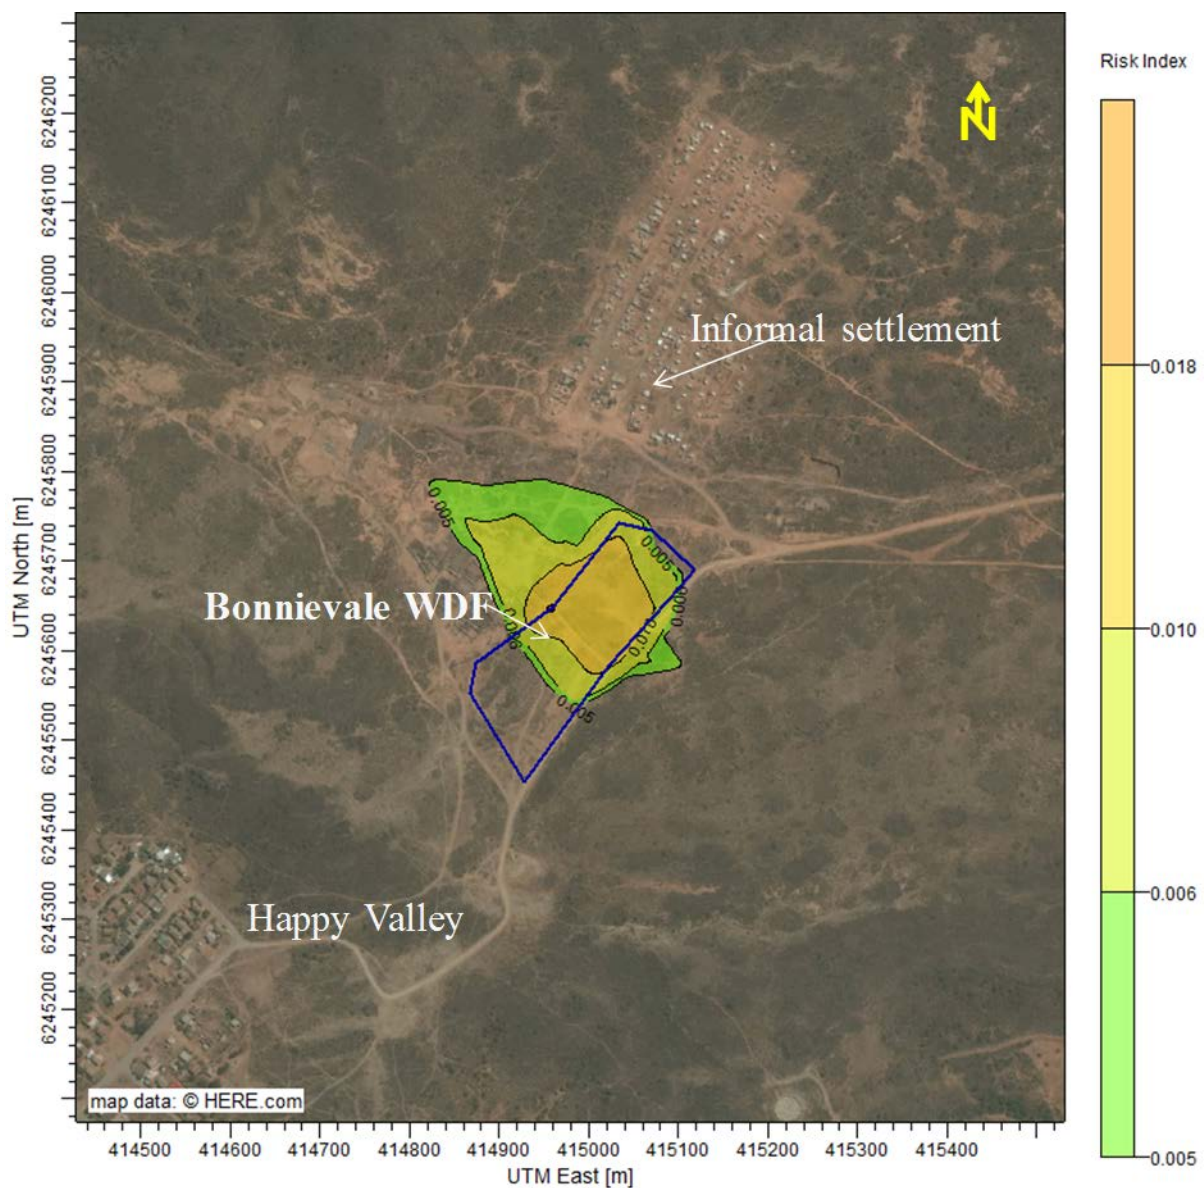 Risk Index
N
6246200
6246100
6246000
6245900
6245800
6245700
6245600
6245500
6245400
6245300
6245200
UTM North [m]
Informal settlement
0.005
0.005
0.006
0.005
Bonnievale WDF
Happy Valley
0.018
0.010
0.006
0.005
map data: © HERE.com
414500 414600 414700 414800 414900 415000 415100 415200 415300 415400
UTM East [m]